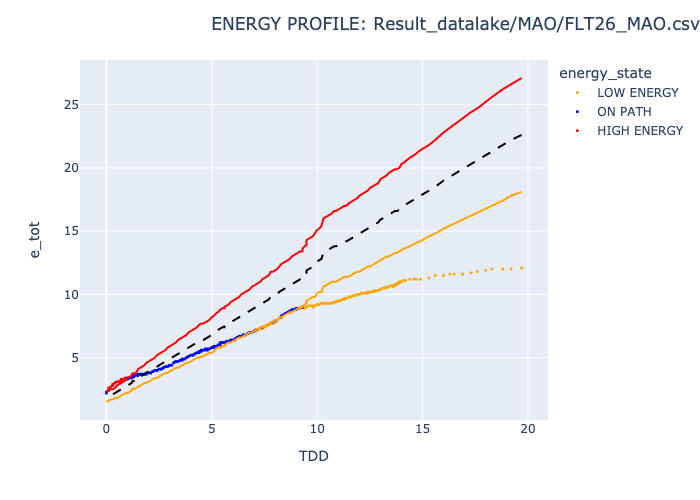 ENERGY PROFILE: Result_datalake/MAO/FLT26_MAO.csv
energy_state
LOW ENERGY
ON PATH
HIGH ENERGY
25
20
15
10
5
e_tot
0
5
10
15
20
TDD